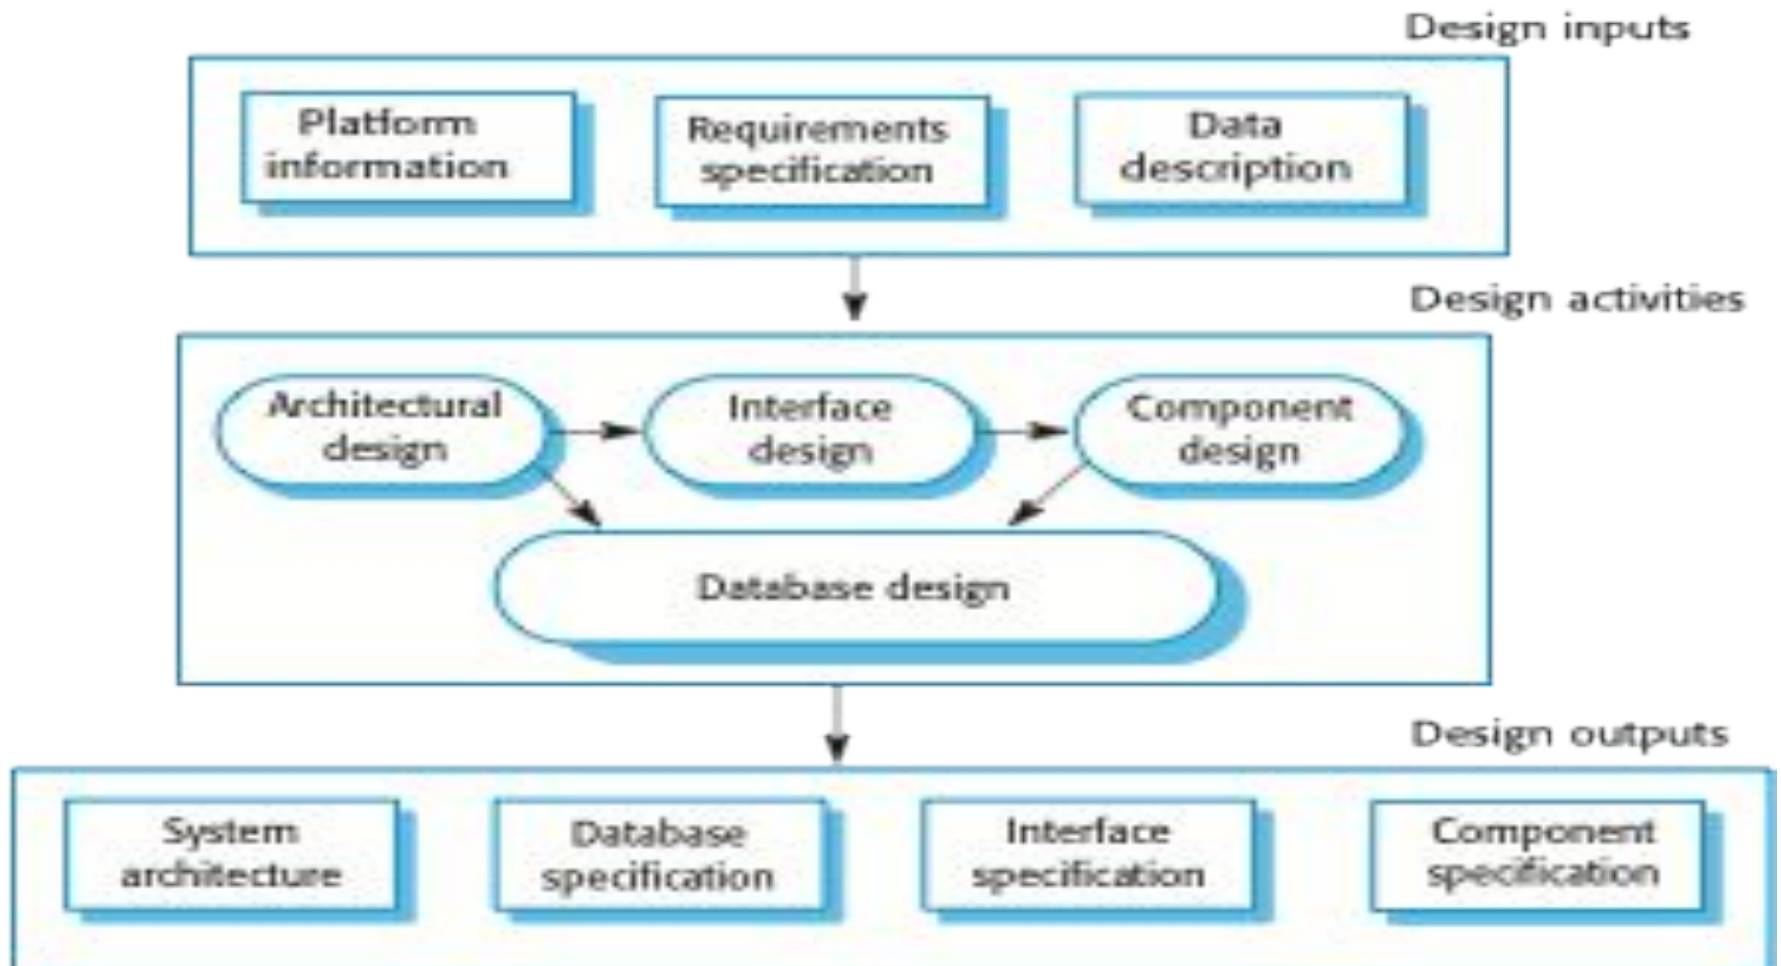 Design inputs
Platform
information
Requirements
specification
Data
description
Design activities
Architectural
design
Interface
design
Component
design
Database design
Design outputs
System
architecture
Database
specification
Interface
specification
Component
specification